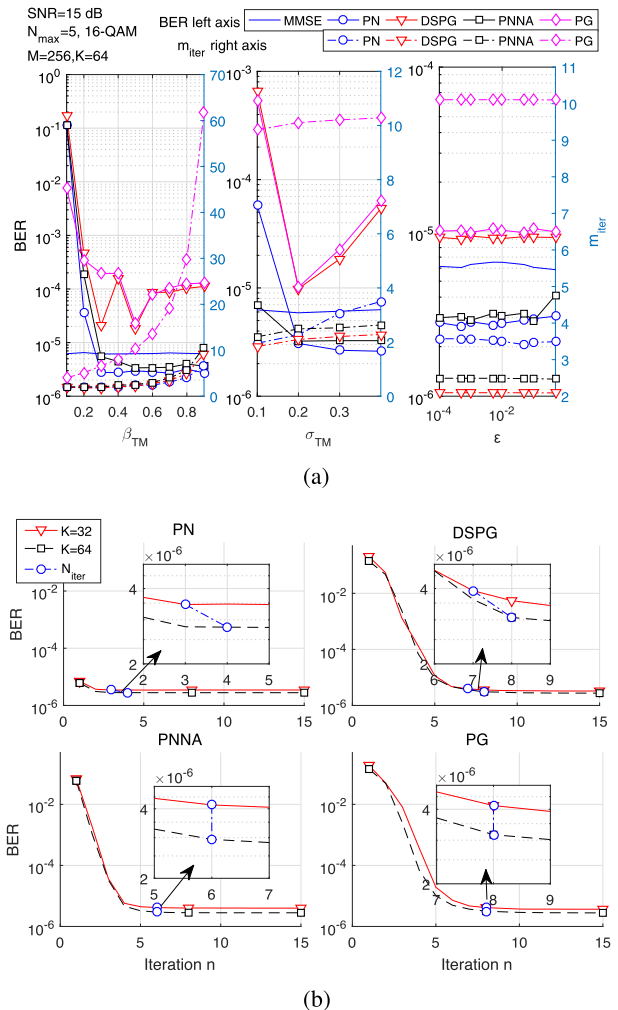 SNR=15 dB
N_max=5, 16-QAM
M=256,K=64
BER left axis
MMSE PN DSPG PNNA PG
m_iter right axis
PN DSPG PNNA PG
10^0 10^-1 10^-2 10^-3 10^-4 10^-5 10^-6
BER
0.2 0.4 0.6 0.8
β_TM
70 60 50 40 30 20 10 0
10^-3 10^-4 10^-5 10^-6
0.1 0.2 0.3
σ_TM
12 10 8 6 4 2 0
10^-4 10^-5 10^-6
10^-4 10^-2
ε
11 10 9 8 7 6 5 4 3 2
m_iter
(a)
K=32
K=64
N_iter
PN
BER
10^-2 10^-4 10^-6
0 5 10 15
×10^-6
4
2
2 3 4 5
DSPG
10^-2 10^-4 10^-6
0 5 10 15
×10^-6
4
2
6 7 8 9
PNNA
BER
10^-2 10^-4 10^-6
0 5 10 15
Iteration n
×10^-6
4
2
5 6 7
PG
10^-2 10^-4 10^-6
0 5 10 15
Iteration n
×10^-6
4
2
7 8 9
(b)